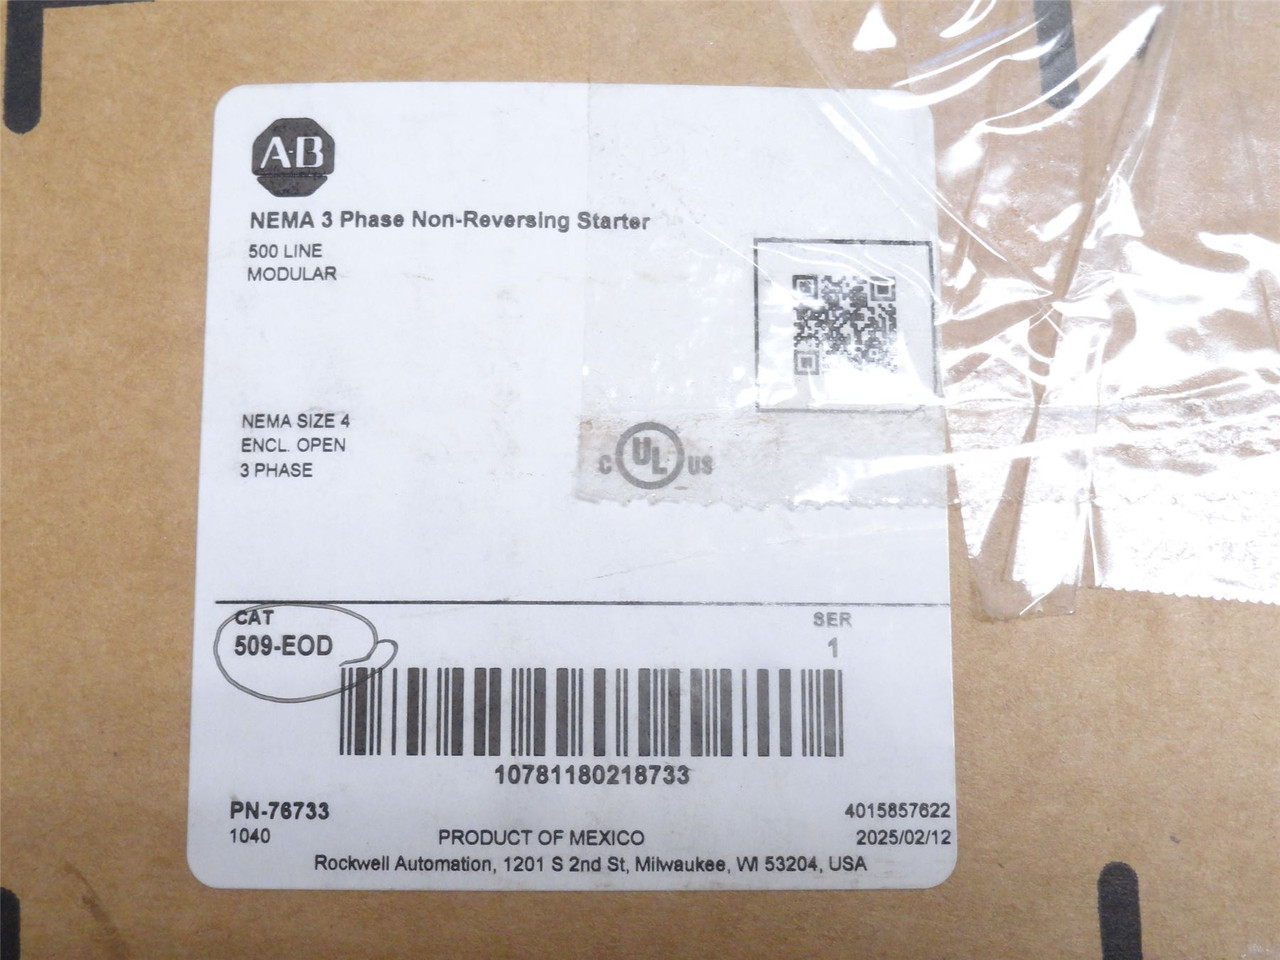 A-B
NEMA 3 Phase Non-Reversing Starter
500 LINE
MODULAR
NEMA SIZE 4
ENCL. OPEN
3 PHASE
C UL US
CAT
SER
509-EOD
1
10781180218733
PN-76733
4015857622
1040
PRODUCT OF MEXICO
2025/02/12
Rockwell Automation, 1201 S 2nd St, Milwaukee, WI 53204, USA